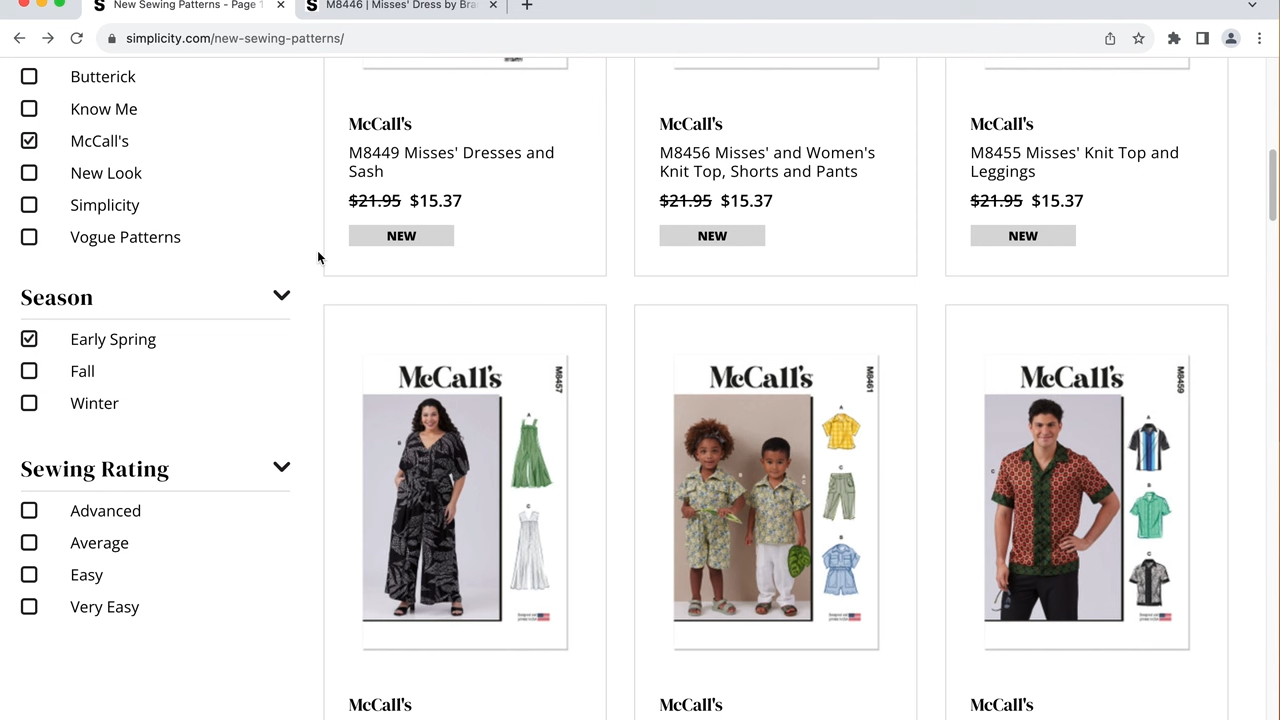 New Sewing Patterns - Page 1
M8446 | Misses' Dress by Bra
simplicity.com/new-sewing-patterns/
Butterick
Know Me
McCall's
New Look
Simplicity
Vogue Patterns
Season
Early Spring
Fall
Winter
Sewing Rating
Advanced
Average
Easy
Very Easy
McCall's
M8449 Misses' Dresses and
Sash
$21.95 $15.37
NEW
McCall's
M8456 Misses' and Women's
Knit Top, Shorts and Pants
$21.95 $15.37
NEW
McCall's
M8455 Misses' Knit Top and
Leggings
$21.95 $15.37
NEW
McCall's
M8457
B
A
C
McCall's
M8461
A
C
B
McCall's
M8459
C
A
B
C
McCall's
McCall's
McCall's